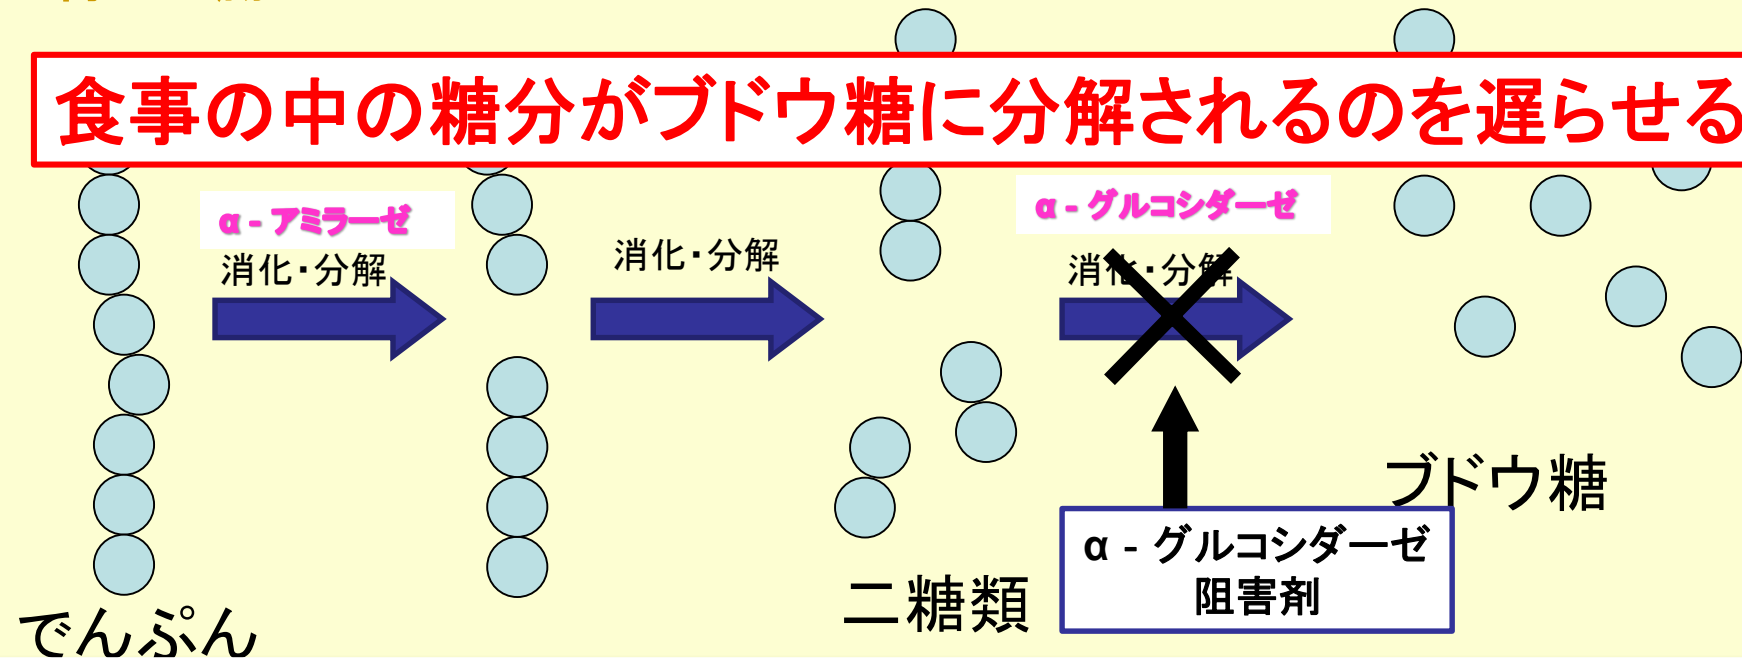 食事の中の糖分がブドウ糖に分解されるのを遅らせる
α - アミラーゼ
消化・分解
消化・分解
α - グルコシダーゼ
消化・分解
ブドウ糖
α - グルコシダーゼ
阻害剤
二糖類
でんぷん